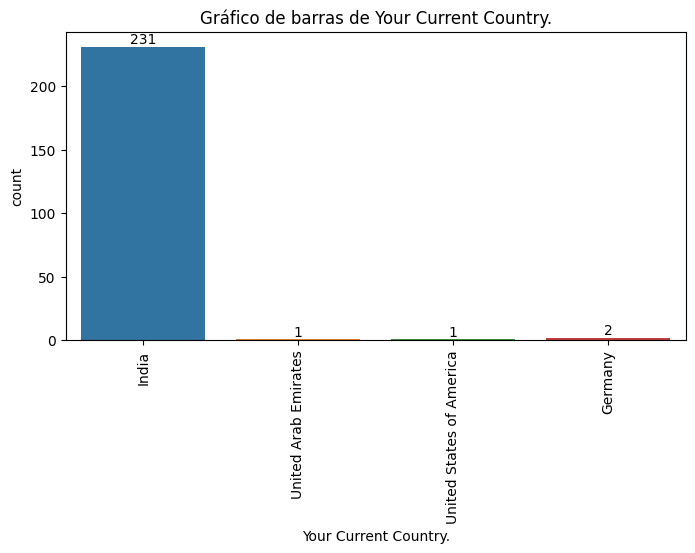 Gráfico de barras de Your Current Country.
231
1
1
2
200
150
100
50
0
count
India
United Arab Emirates
United States of America
Germany
Your Current Country.